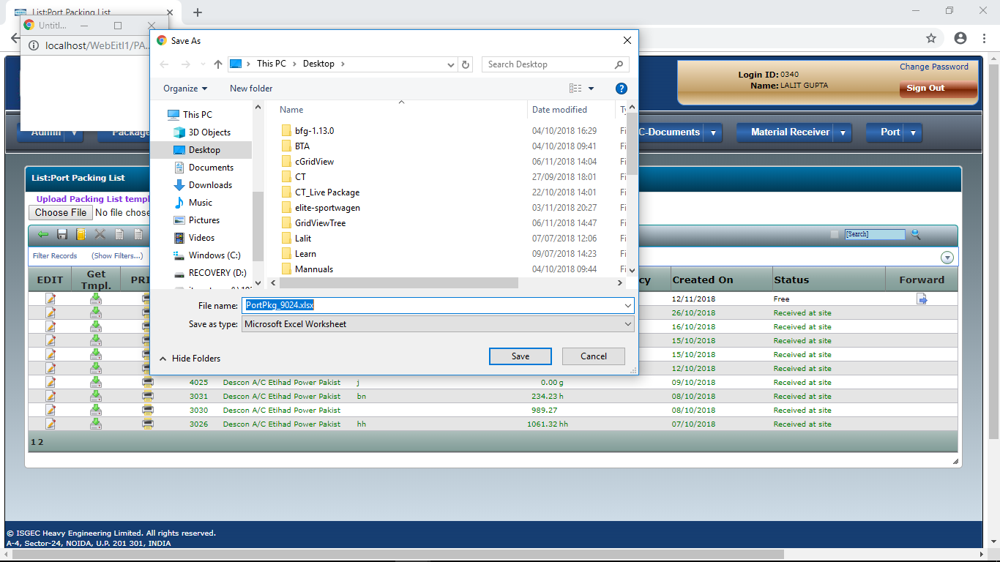 List:Port Packing List
Untitl...
localhost/WebEitl1/PA...
Save As
This PC
Desktop
Search Desktop
Organize
New folder
Login ID: 0340
Name: LALIT GUPTA
Change Password
Sign Out
Admin
Package
C-Documents
Material Receiver
Port
This PC
3D Objects
Desktop
Documents
Downloads
Music
Pictures
Videos
Windows (C:)
RECOVERY (D:)
Name Date modified Ty
bfg-1.13.0 04/10/2018 16:29 Fi
BTA 04/10/2018 09:41 Fi
cGridView 06/11/2018 14:04 Fi
CT 27/09/2018 18:01 Fi
CT_Live Package 22/10/2018 14:01 Fi
elite-sportwagen 03/11/2018 20:27 Fi
GridViewTree 06/11/2018 14:47 Fi
Lalit 07/07/2018 12:06 Fi
Learn 09/07/2018 14:23 Fi
Mannuals 04/10/2018 09:44 Fi
File name: PortPkg_9024.xlsx
Save as type: Microsoft Excel Worksheet
Hide Folders
Save
Cancel
List:Port Packing List
Upload Packing List templ
Choose File No file chose
[Search]
Filter Records (Show Filters...)
EDIT Get Tmpl. PRI cy Created On Status Forward
12/11/2018 Free
26/10/2018 Received at site
16/10/2018 Received at site
15/10/2018 Received at site
15/10/2018 Received at site
12/10/2018 Received at site
4025 Descon A/C Etihad Power Pakist j 0.00 g 09/10/2018 Received at site
3031 Descon A/C Etihad Power Pakist bn 234.23 h 08/10/2018 Received at site
3030 Descon A/C Etihad Power Pakist 989.27 08/10/2018 Received at site
3026 Descon A/C Etihad Power Pakist hh 1061.32 hh 07/10/2018 Received at site
1 2
© ISGEC Heavy Engineering Limited. All rights reserved.
A-4, Sector-24, NOIDA, U.P. 201 301, INDIA